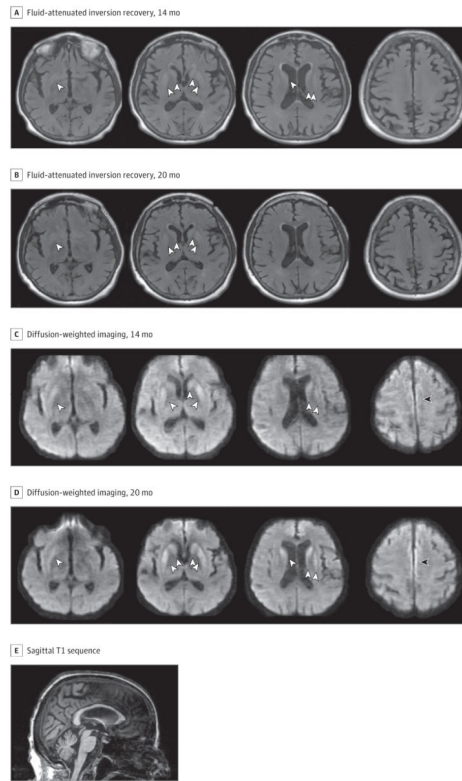 A Fluid-attenuated inversion recovery, 14 mo
B Fluid-attenuated inversion recovery, 20 mo
C Diffusion-weighted imaging, 14 mo
D Diffusion-weighted imaging, 20 mo
E Sagittal T1 sequence